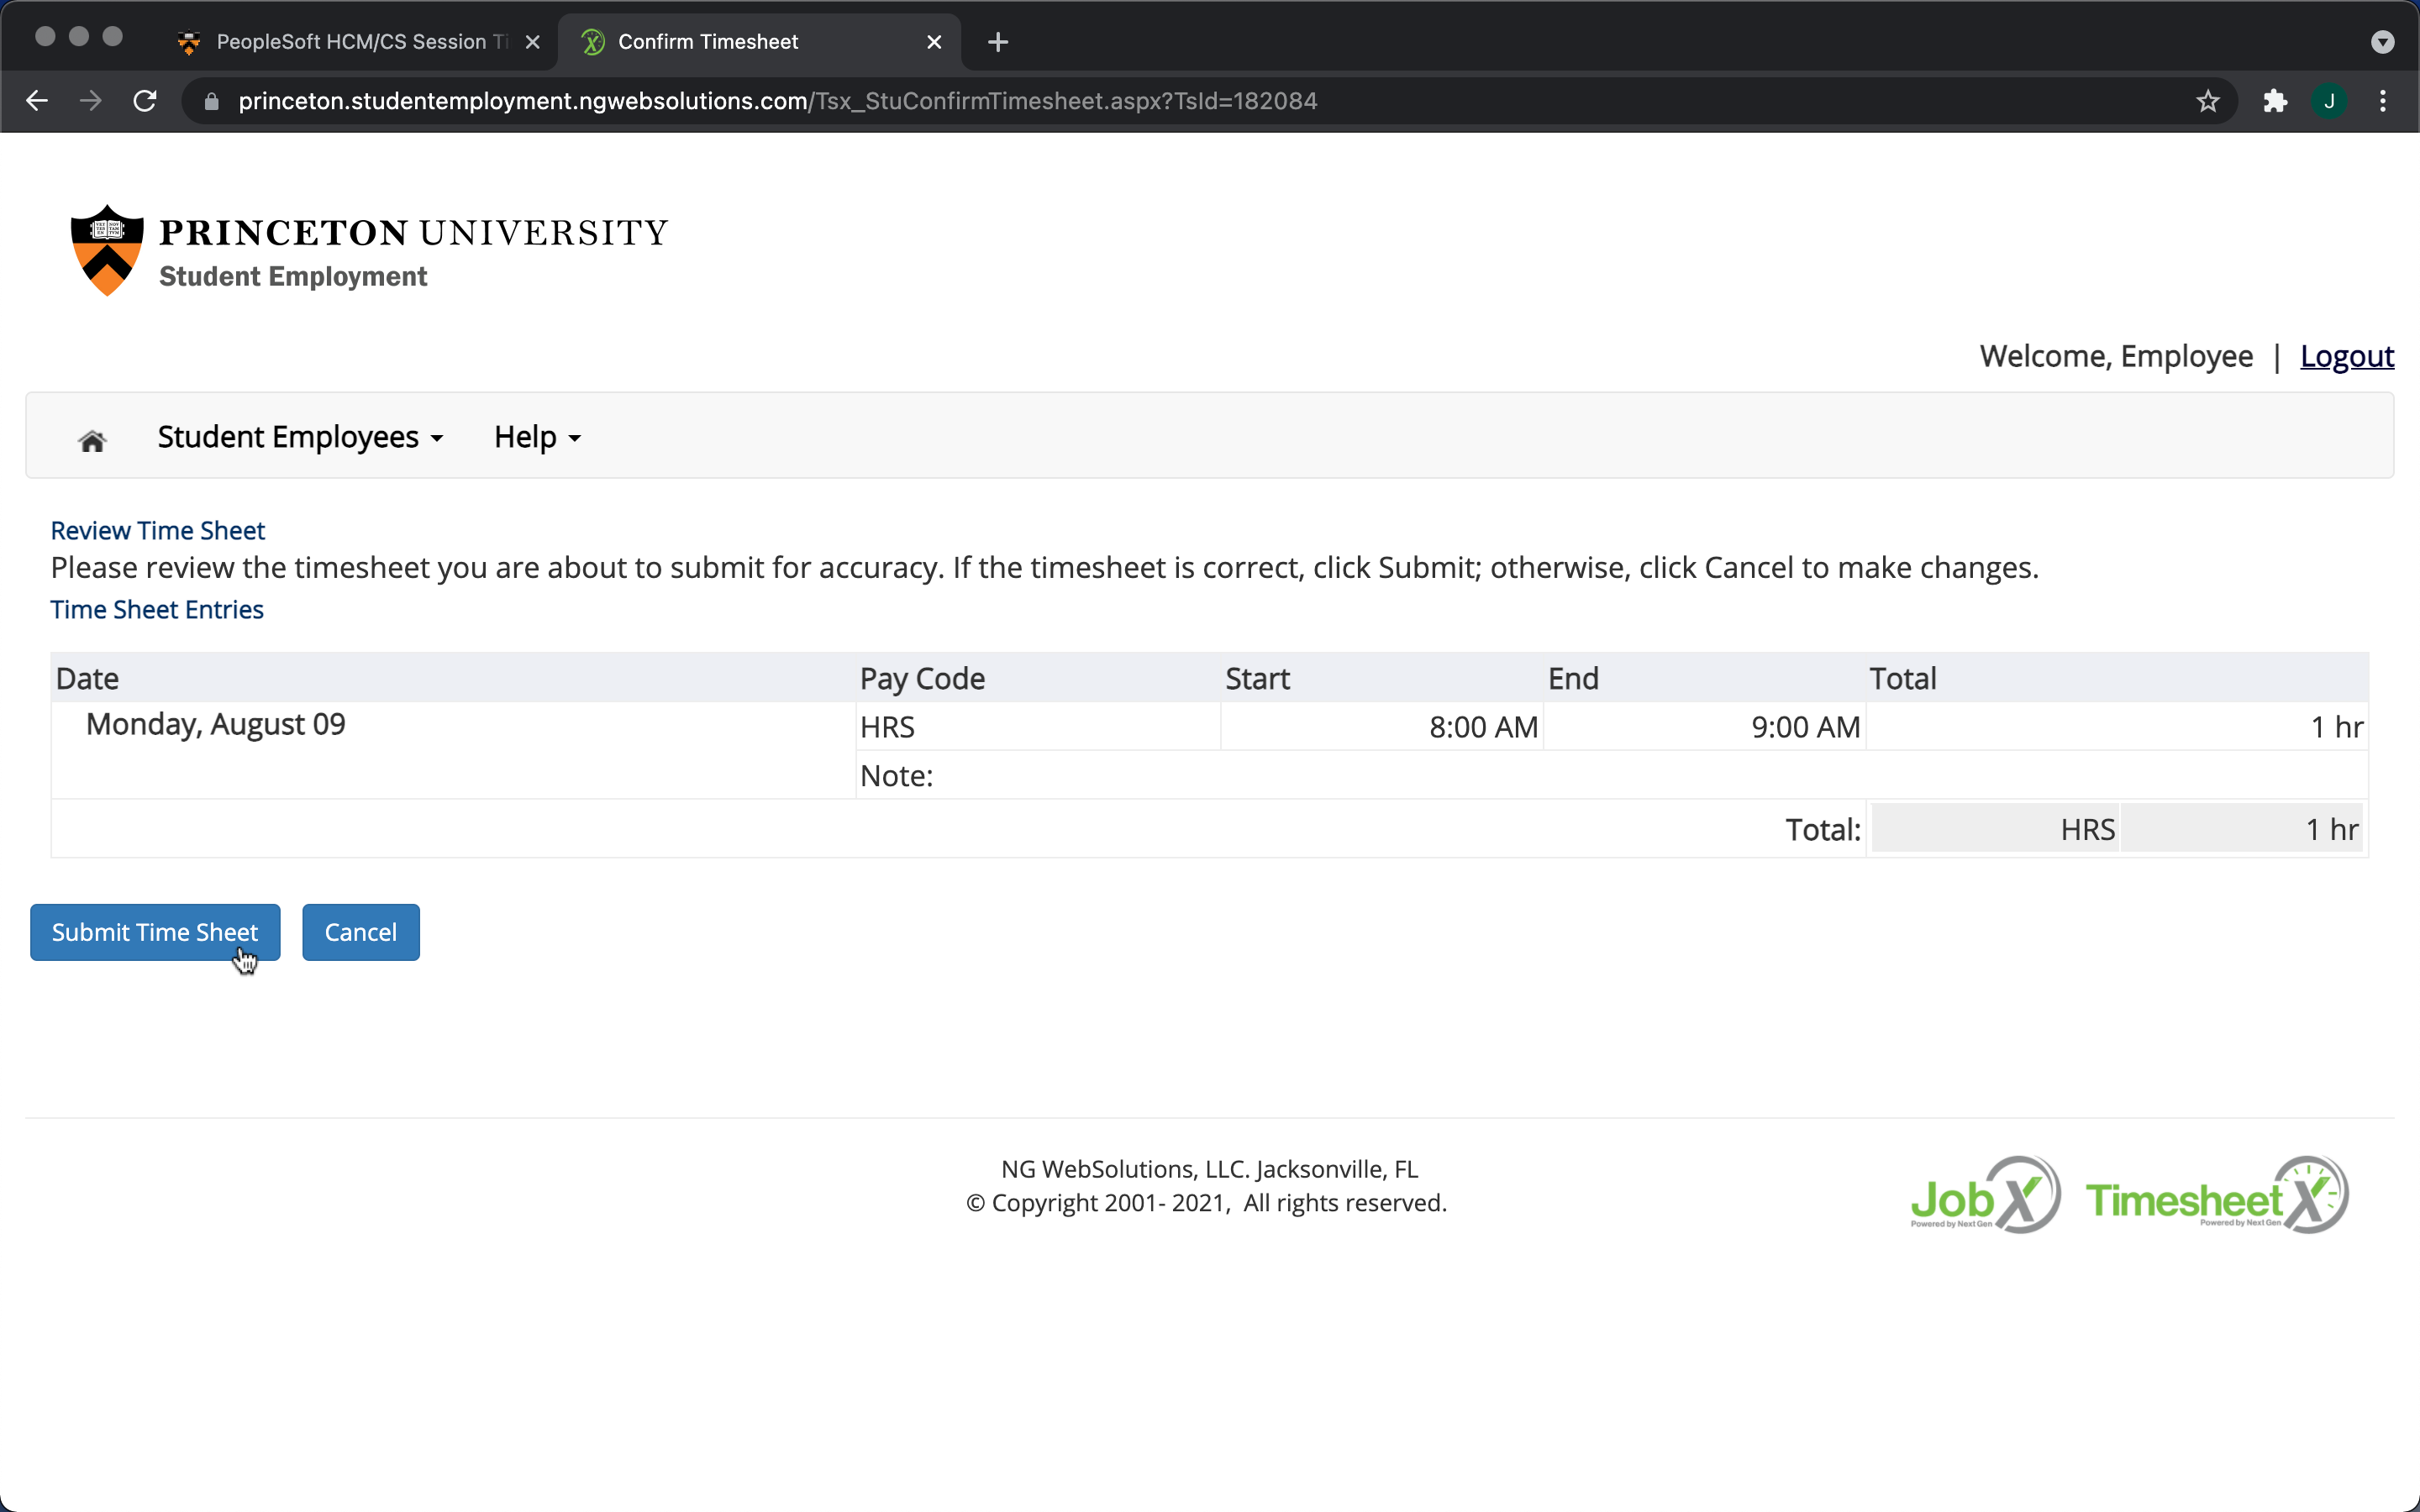 PeopleSoft HCM/CS Session Ti
Confirm Timesheet
princeton.studentemployment.ngwebsolutions.com/Tsx_StuConfirmTimesheet.aspx?TsId=182084
J
PRINCETON UNIVERSITY
Student Employment
Welcome, Employee | Logout
Student Employees Help
Review Time Sheet
Please review the timesheet you are about to submit for accuracy. If the timesheet is correct, click Submit; otherwise, click Cancel to make changes.
Time Sheet Entries
Date Pay Code Start End Total
Monday, August 09 HRS 8:00 AM 9:00 AM 1 hr
Note:
Total: HRS 1 hr
Submit Time Sheet Cancel
NG WebSolutions, LLC. Jacksonville, FL
© Copyright 2001- 2021, All rights reserved.
JobX
Powered by Next Gen
TimesheetX
Powered by Next Gen